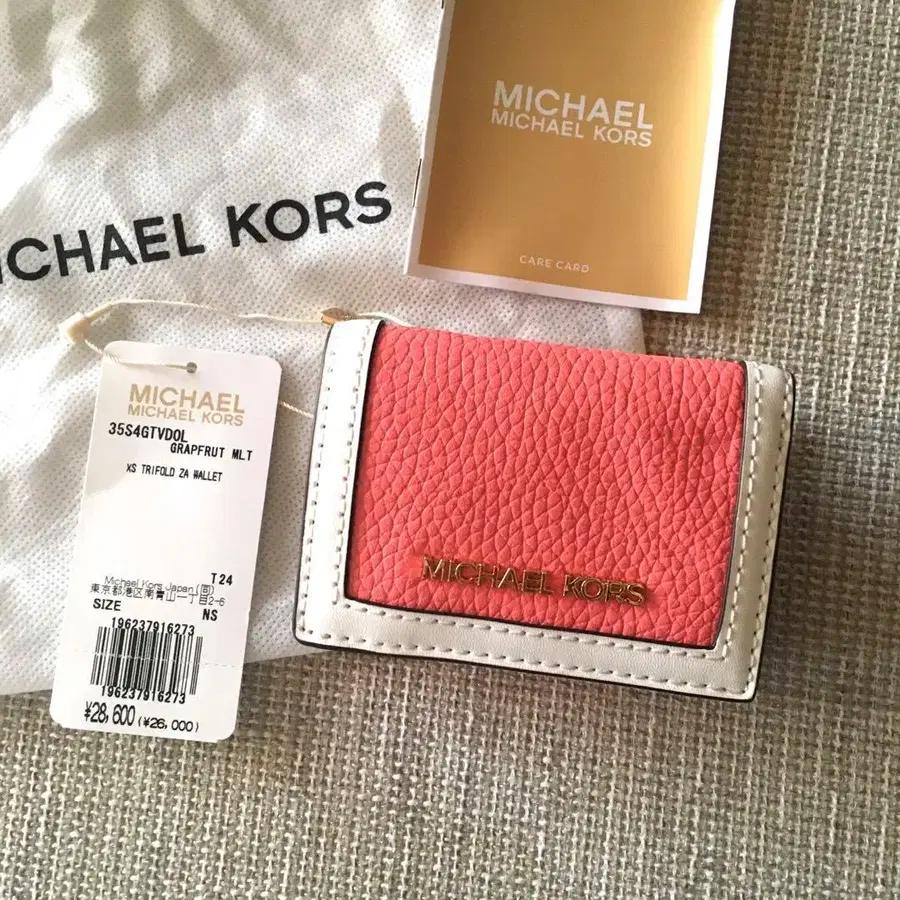 MICHAEL
MICHAEL KORS
CARE CARD
ICHAEL KORS
MICHAEL
MICHAEL KORS
35S4GTVD0L
GRAPFRUT MLT
XS TRIFOLD ZA WALLET
T24
Michael Kors Japan (同)
東京都港区南青山一丁目2-6
SIZE
NS
196237916273
196237916273
¥28,600 (¥26,000)
MICHAEL KORS